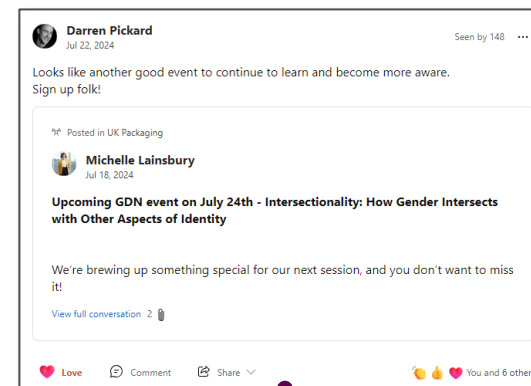 Darren Pickard
Jul 22, 2024
Seen by 148 ...
Looks like another good event to continue to learn and become more aware.
Sign up folk!
Posted in UK Packaging
Michelle Lainsbury
Jul 18, 2024
Upcoming GDN event on July 24th - Intersectionality: How Gender Intersects
with Other Aspects of Identity
We're brewing up something special for our next session, and you don't want to miss
it!
View full conversation 2
Love Comment Share You and 6 other